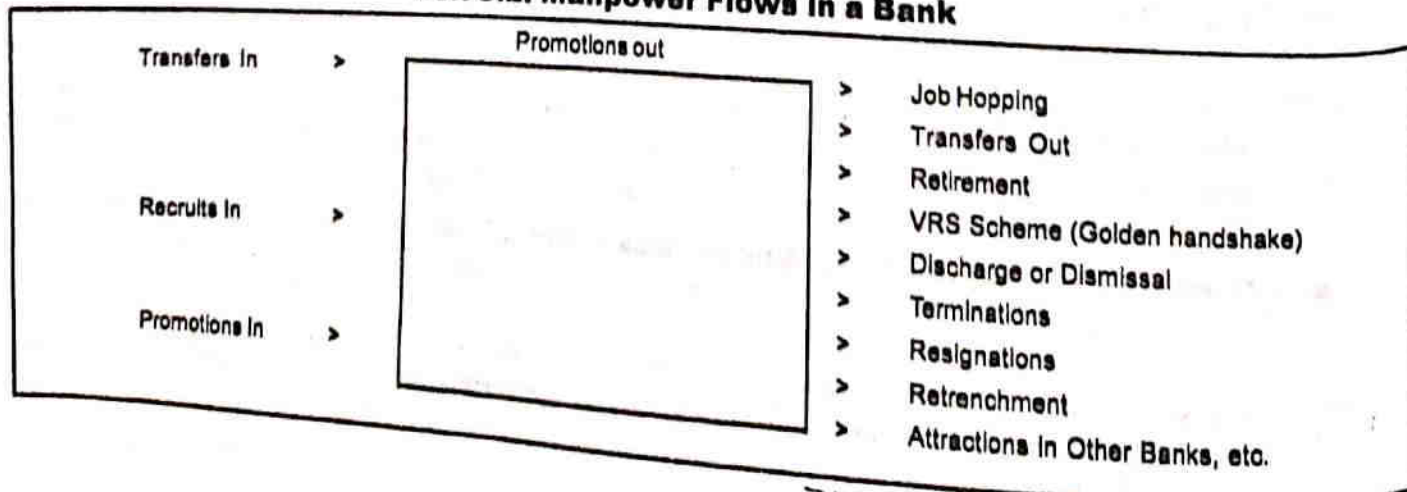 Manpower Flows in a Bank
Promotions out
Transfers In >
Recruits In >
Promotions In >
> Job Hopping
> Transfers Out
> Retirement
> VRS Scheme (Golden handshake)
> Discharge or Dismissal
> Terminations
> Resignations
> Retrenchment
> Attractions in Other Banks, etc.